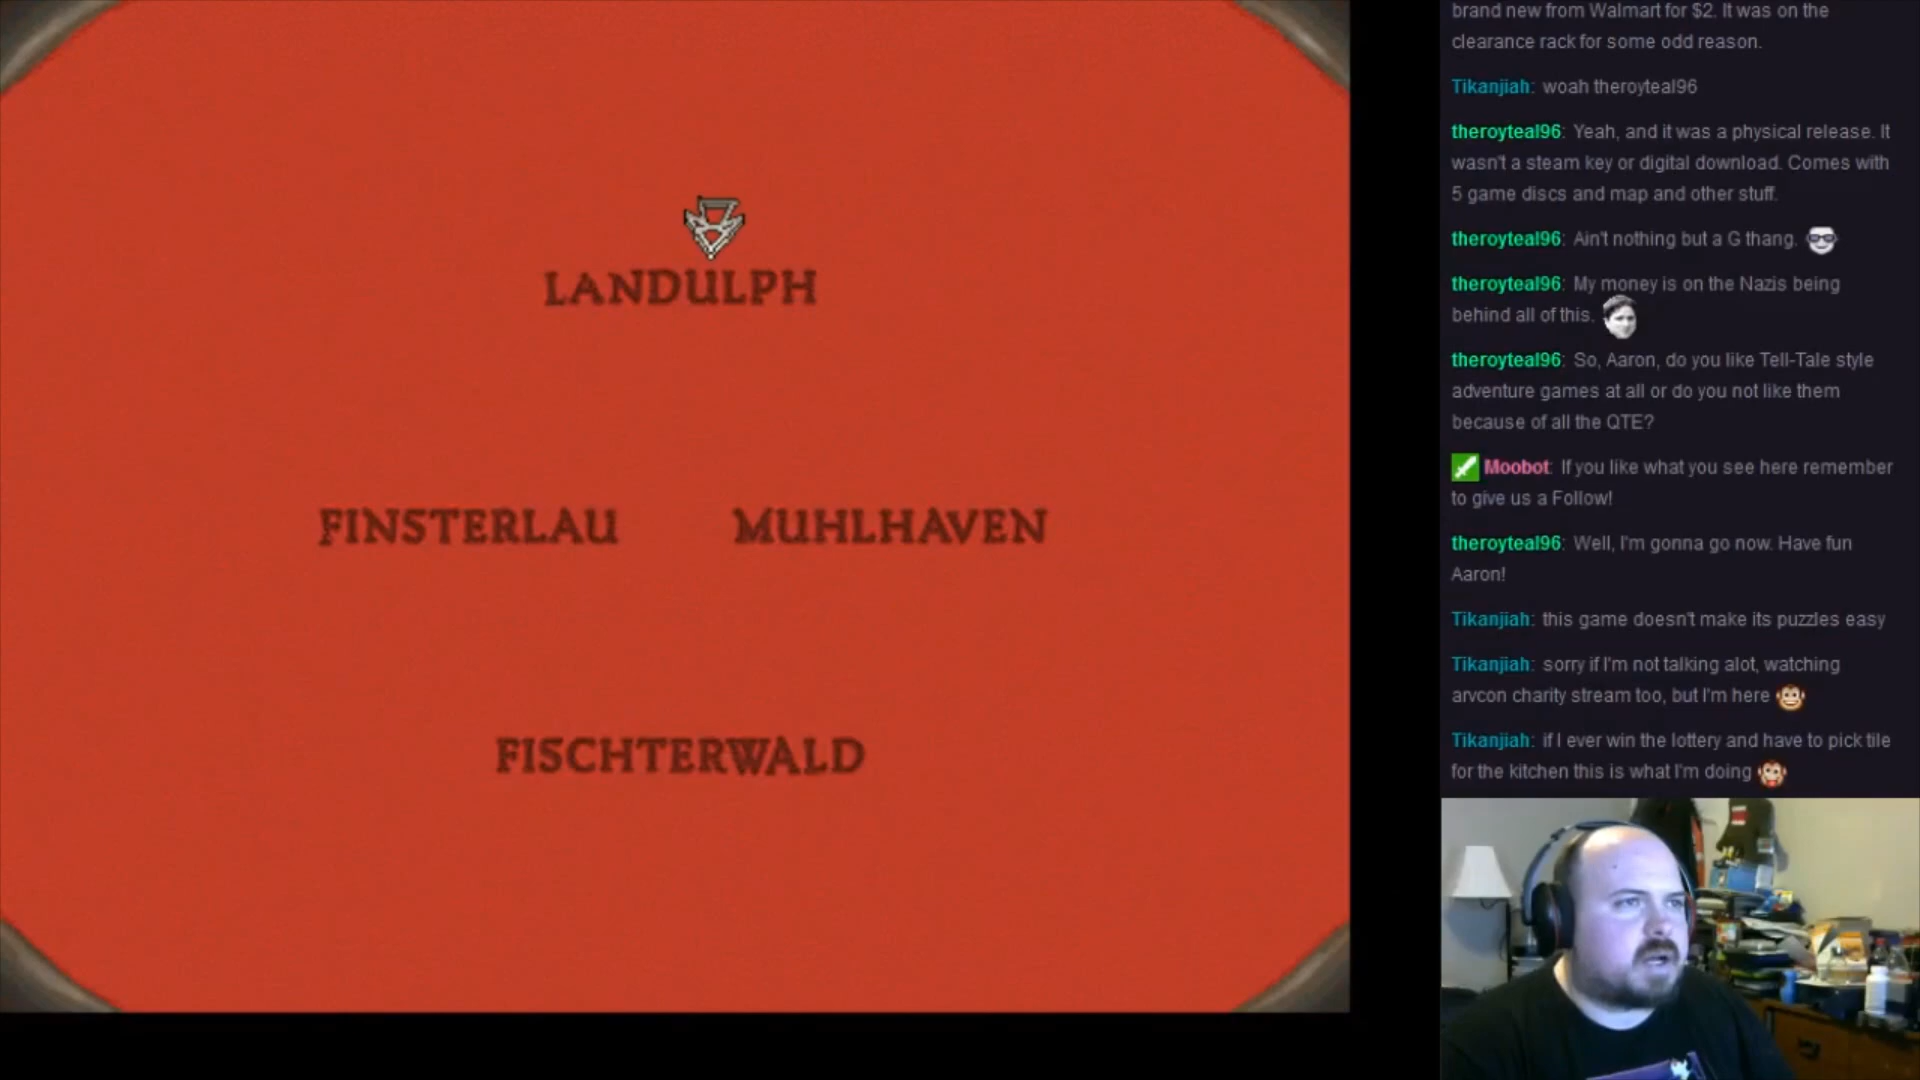 LANDULPH
FINSTERLAU MUHLHAVEN
FISCHTERWALD
brand new from Walmart for $2. It was on the
clearance rack for some odd reason.
Tikanjiah: woah theroyteal96
theroyteal96: Yeah, and it was a physical release. It
wasn't a steam key or digital download. Comes with
5 game discs and map and other stuff.
theroyteal96: Ain't nothing but a G thang.
theroyteal96: My money is on the Nazis being
behind all of this.
theroyteal96: So, Aaron, do you like Tell-Tale style
adventure games at all or do you not like them
because of all the QTE?
Moobot: If you like what you see here remember
to give us a Follow!
theroyteal96: Well, I'm gonna go now. Have fun
Aaron!
Tikanjiah: this game doesn't make its puzzles easy
Tikanjiah: sorry if I'm not talking alot, watching
arvcon charity stream too, but I'm here
Tikanjiah: if I ever win the lottery and have to pick tile
for the kitchen this is what I'm doing